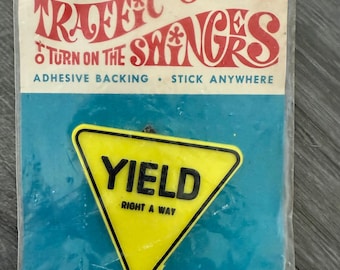 TRAFFIC
TO TURN ON THE SWINGERS
ADHESIVE BACKING • STICK ANYWHERE
YIELD
RIGHT A WAY